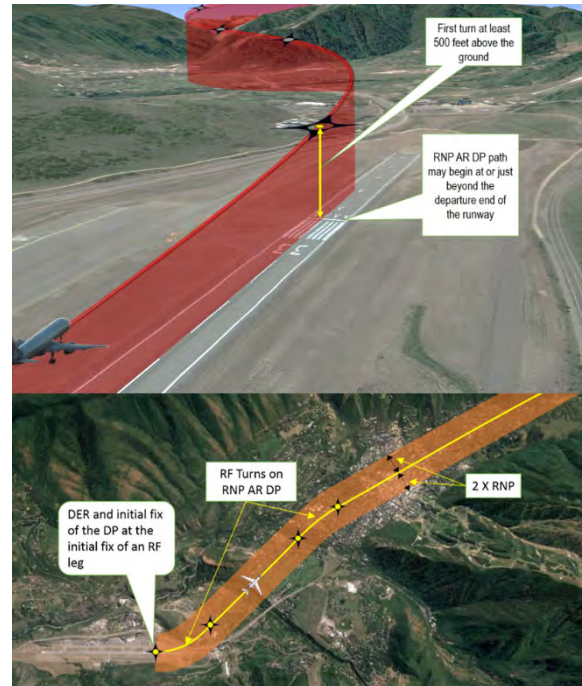 First turn at least
500 feet above the
ground
RNP AR DP path
may begin at or just
beyond the
departure end of
the runway
RF Turns on
RNP AR DP
2 X RNP
DER and initial fix
of the DP at the
initial fix of an RF
leg